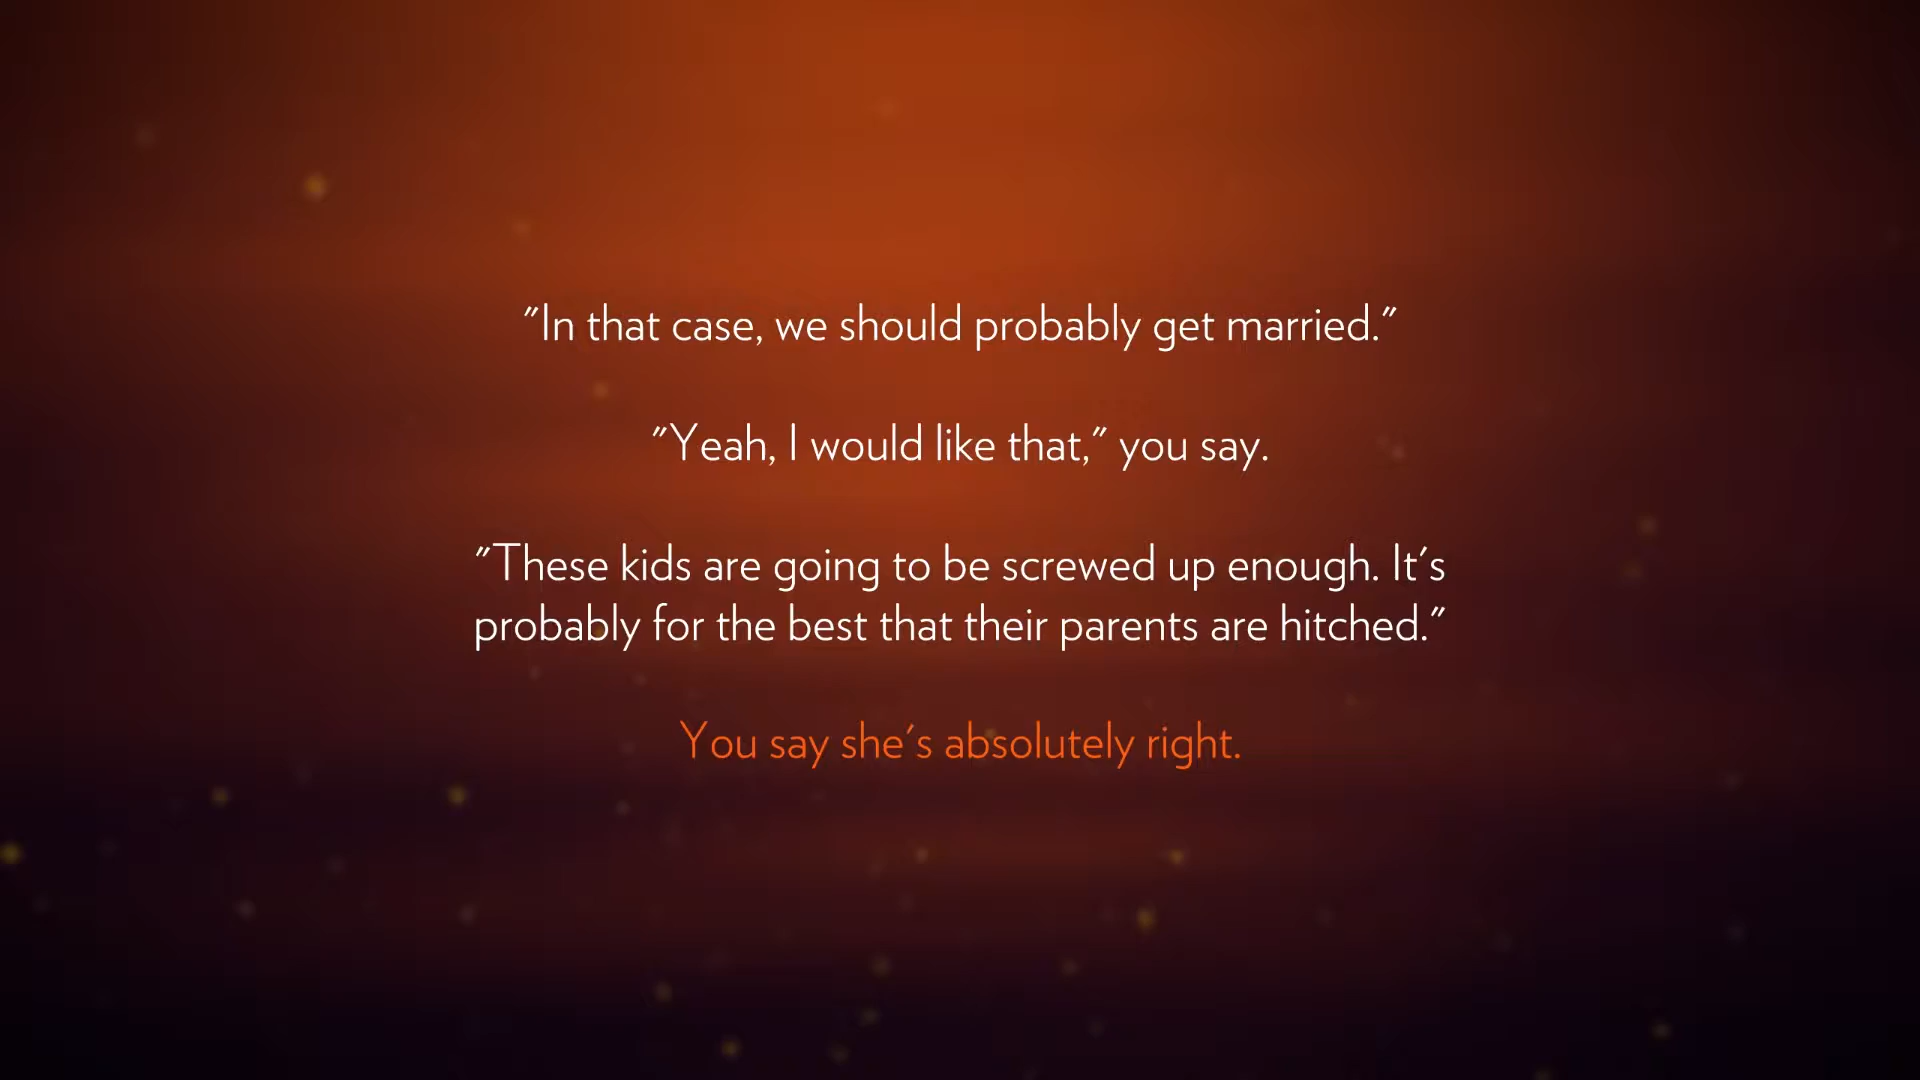 "In that case, we should probably get married."
"Yeah, I would like that," you say.
"These kids are going to be screwed up enough. It's
probably for the best that their parents are hitched."
You say she's absolutely right.